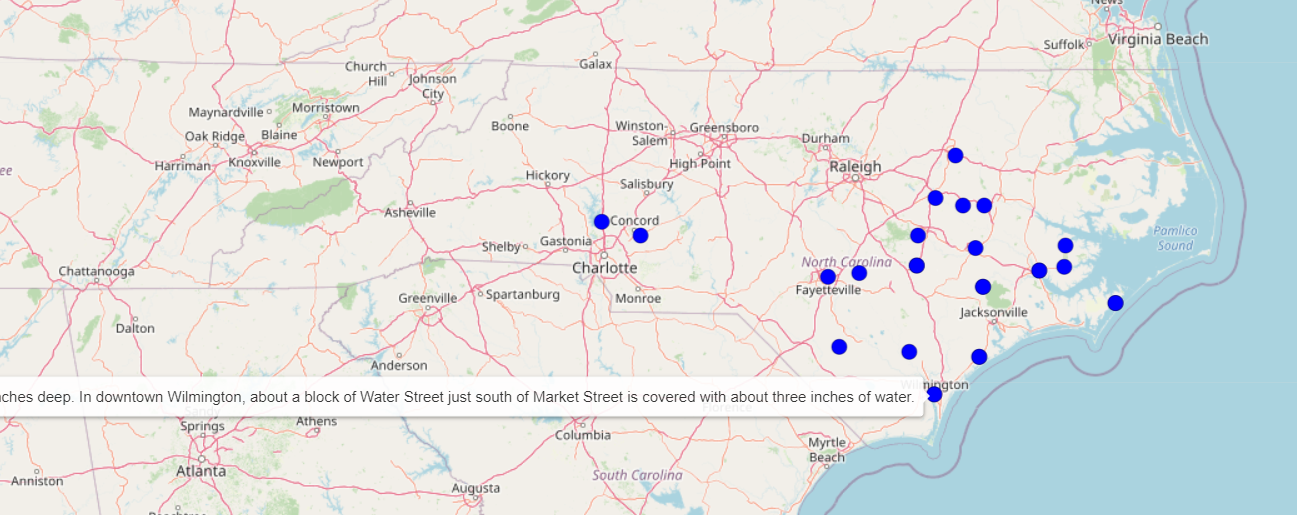 News
Virginia Beach
Suffolk
Galax
Church
Hill
Johnson
City
Maynardville
Morristown
Boone
Winston-
Salem
Greensboro
Durham
Oak Ridge
Blaine
Harriman
Knoxville
Newport
High Point
Raleigh
ee
Hickory
Salisbury
Asheville
Concord
Shelby
Gastonia
Pamlico
Sound
Chattanooga
Charlotte
North Carolina
Fayetteville
Greenville
Spartanburg
Monroe
Jacksonville
Dalton
Anderson
Wilmington
nches deep. In downtown Wilmington, about a block of Water Street just south of Market Street is covered with about three inches of water.
Sandy
Springs
Florence
Athens
Columbia
Myrtle
Beach
Atlanta
Anniston
South Carolina
Augusta